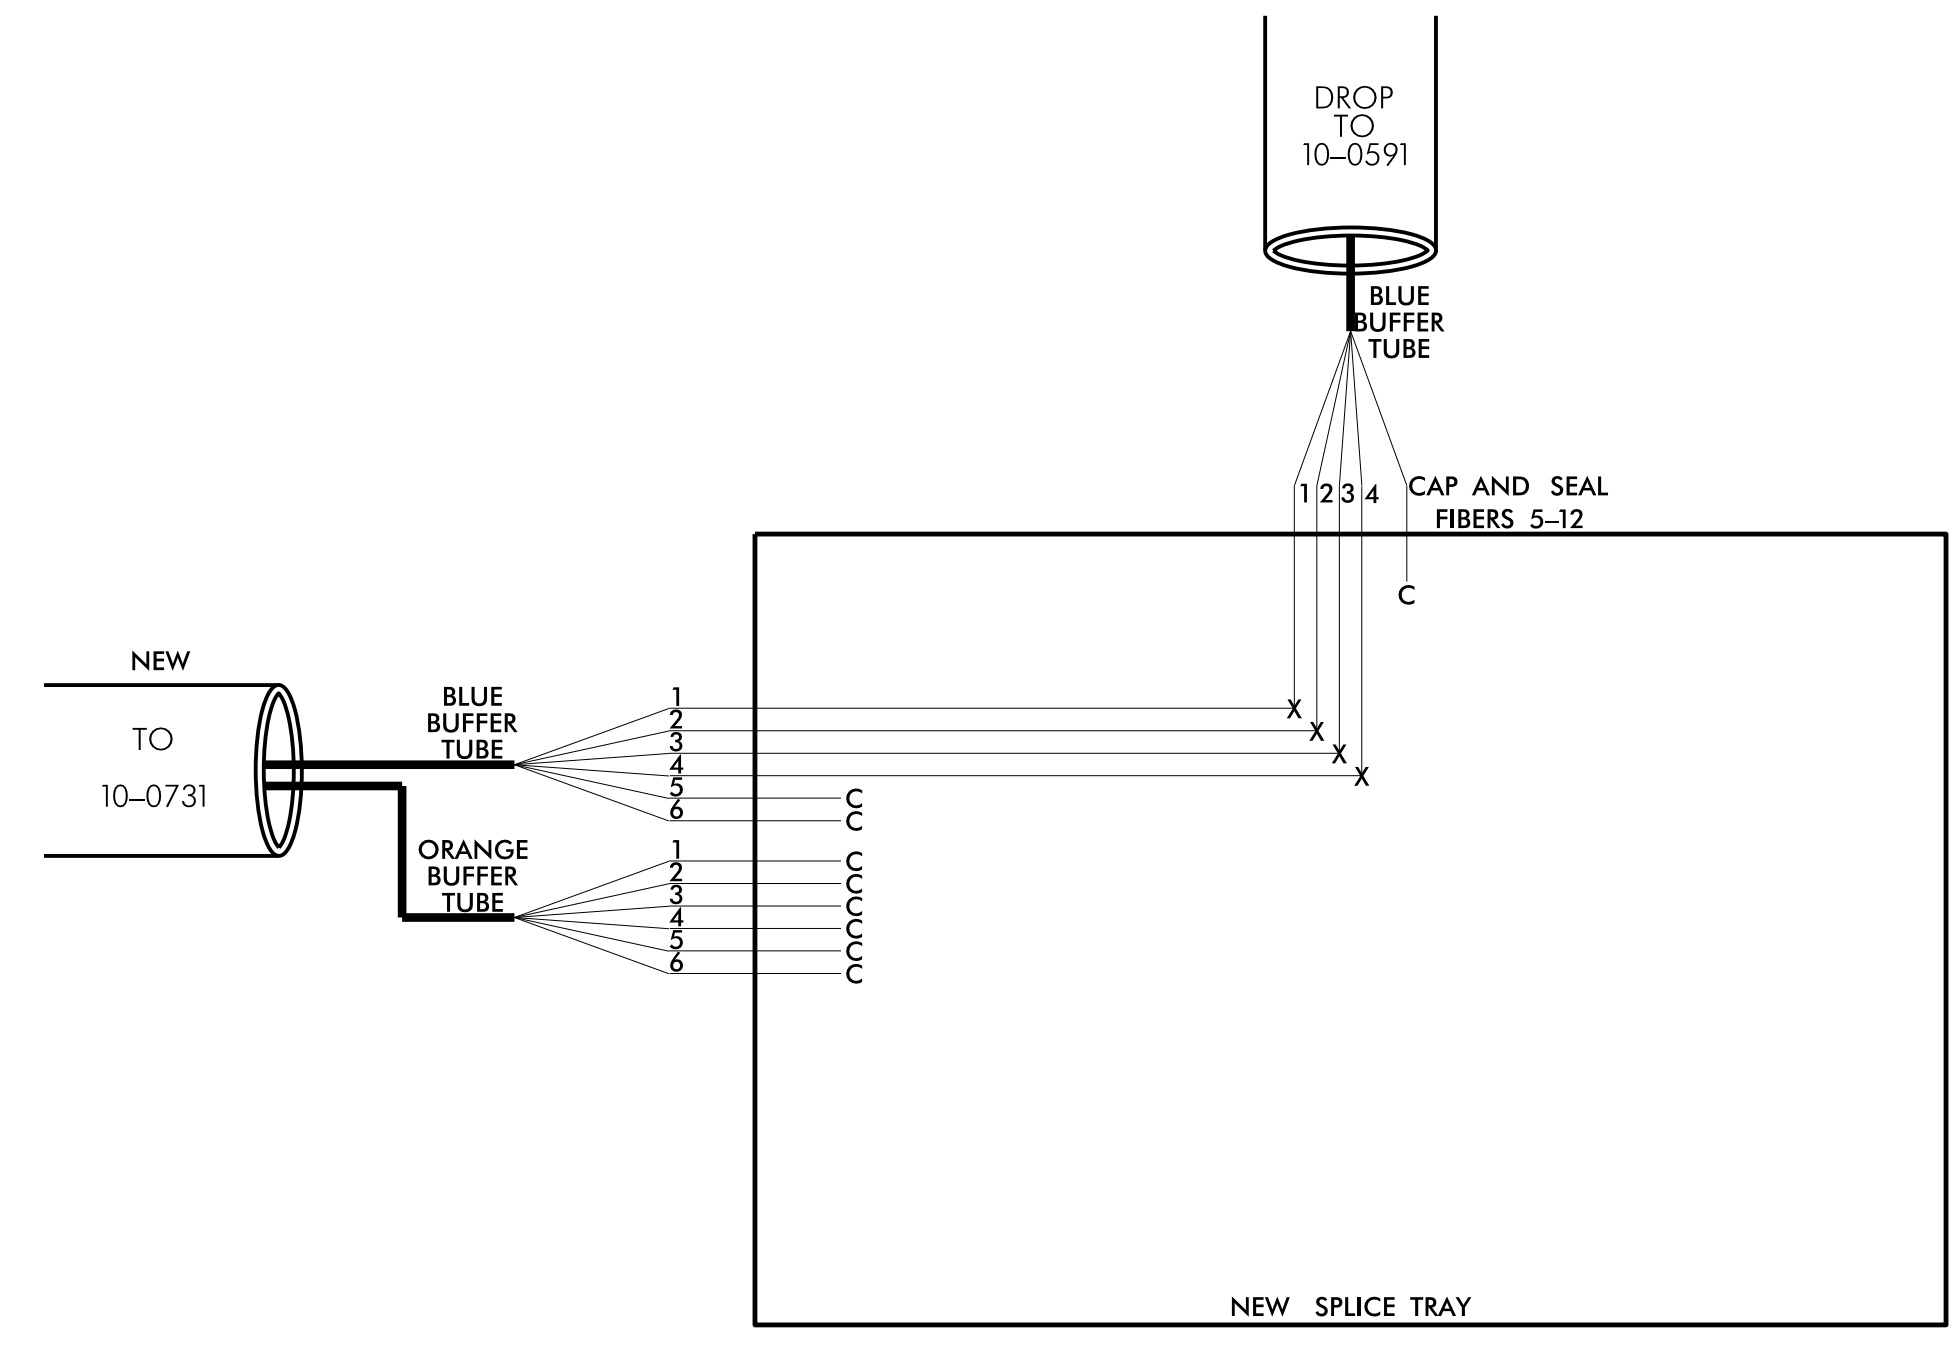 DROP
TO
10–0591
BLUE
BUFFER
TUBE
1 2 3 4 CAP AND SEAL
FIBERS 5–12
C
NEW
TO
10–0731
BLUE
BUFFER
TUBE
1
2
3
4
5
6
X
X
X
X
C
C
ORANGE
BUFFER
TUBE
1
2
3
4
5
6
C
C
C
C
C
C
NEW SPLICE TRAY